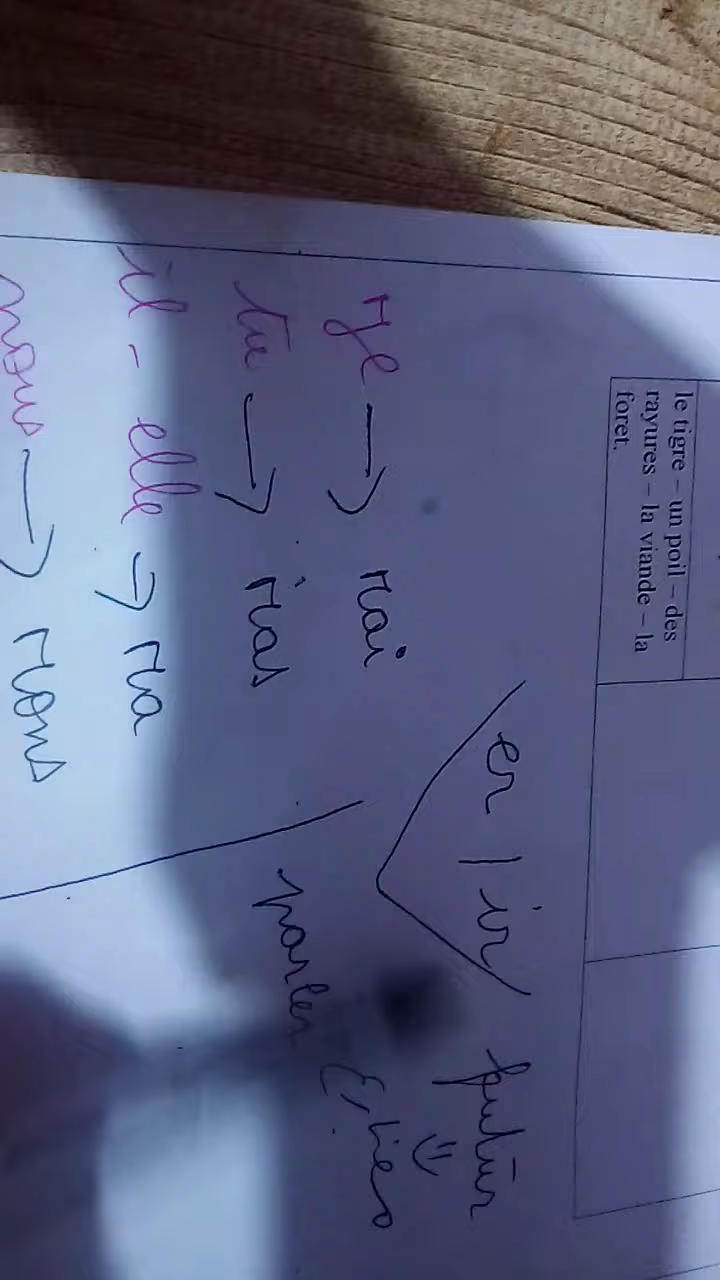 le tigre – un poil – des
rayures – la viande – la
foret.
er / ir futur
Je → rai
parler
tu → ras
il - elle → ra
nous → rons